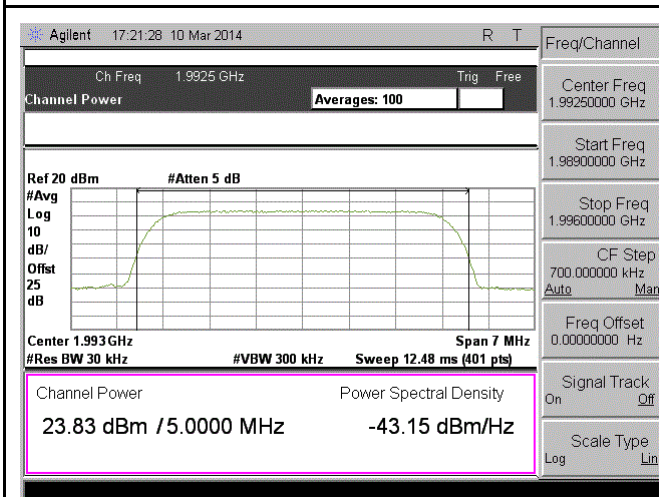 Agilent 17:21:28 10 Mar 2014 R T
Ch Freq 1.9925 GHz Trig Free
Channel Power Averages: 100
Ref 20 dBm #Atten 5 dB
#Avg
Log
10
dB/
Offst
25
dB
Center 1.993 GHz Span 7 MHz
#Res BW 30 kHz #VBW 300 kHz Sweep 12.48 ms (401 pts)
Channel Power Power Spectral Density
23.83 dBm / 5.0000 MHz -43.15 dBm/Hz
Freq/Channel
Center Freq
1.99250000 GHz
Start Freq
1.98900000 GHz
Stop Freq
1.99600000 GHz
CF Step
700.000000 kHz
Auto Man
Freq Offset
0.00000000 Hz
Signal Track
On Off
Scale Type
Log Lin